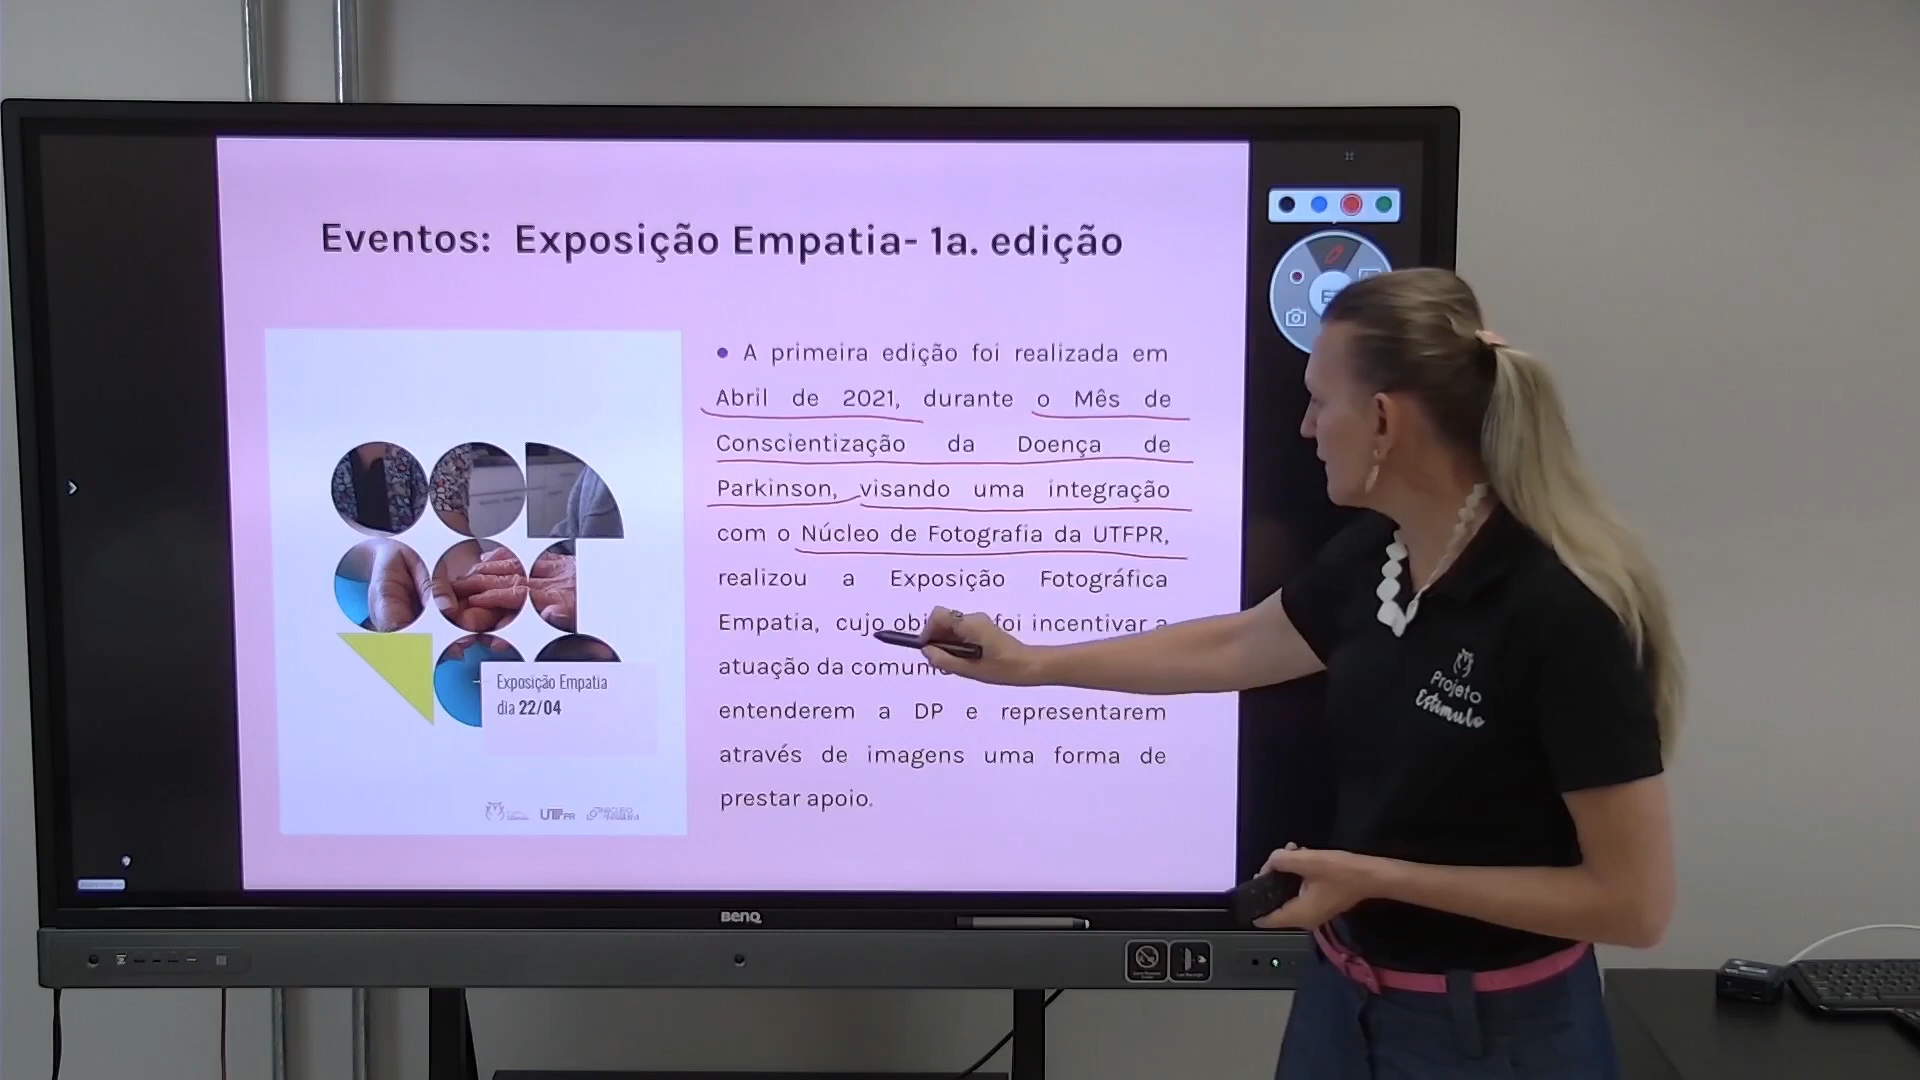 Eventos: Exposição Empatia- 1a. edição
• A primeira edição foi realizada em
Abril de 2021, durante o Mês de
Conscientização da Doença de
Parkinson, visando uma integração
com o Núcleo de Fotografia da UTFPR,
realizou a Exposição Fotográfica
Empatia, cujo foi incentivar a
atuação da
entenderem a DP e representarem
através de imagens uma forma de
prestar apoio.
Exposição Empatia
dia 22/04
UTFPR
Projeto
Estímulo
BenQ